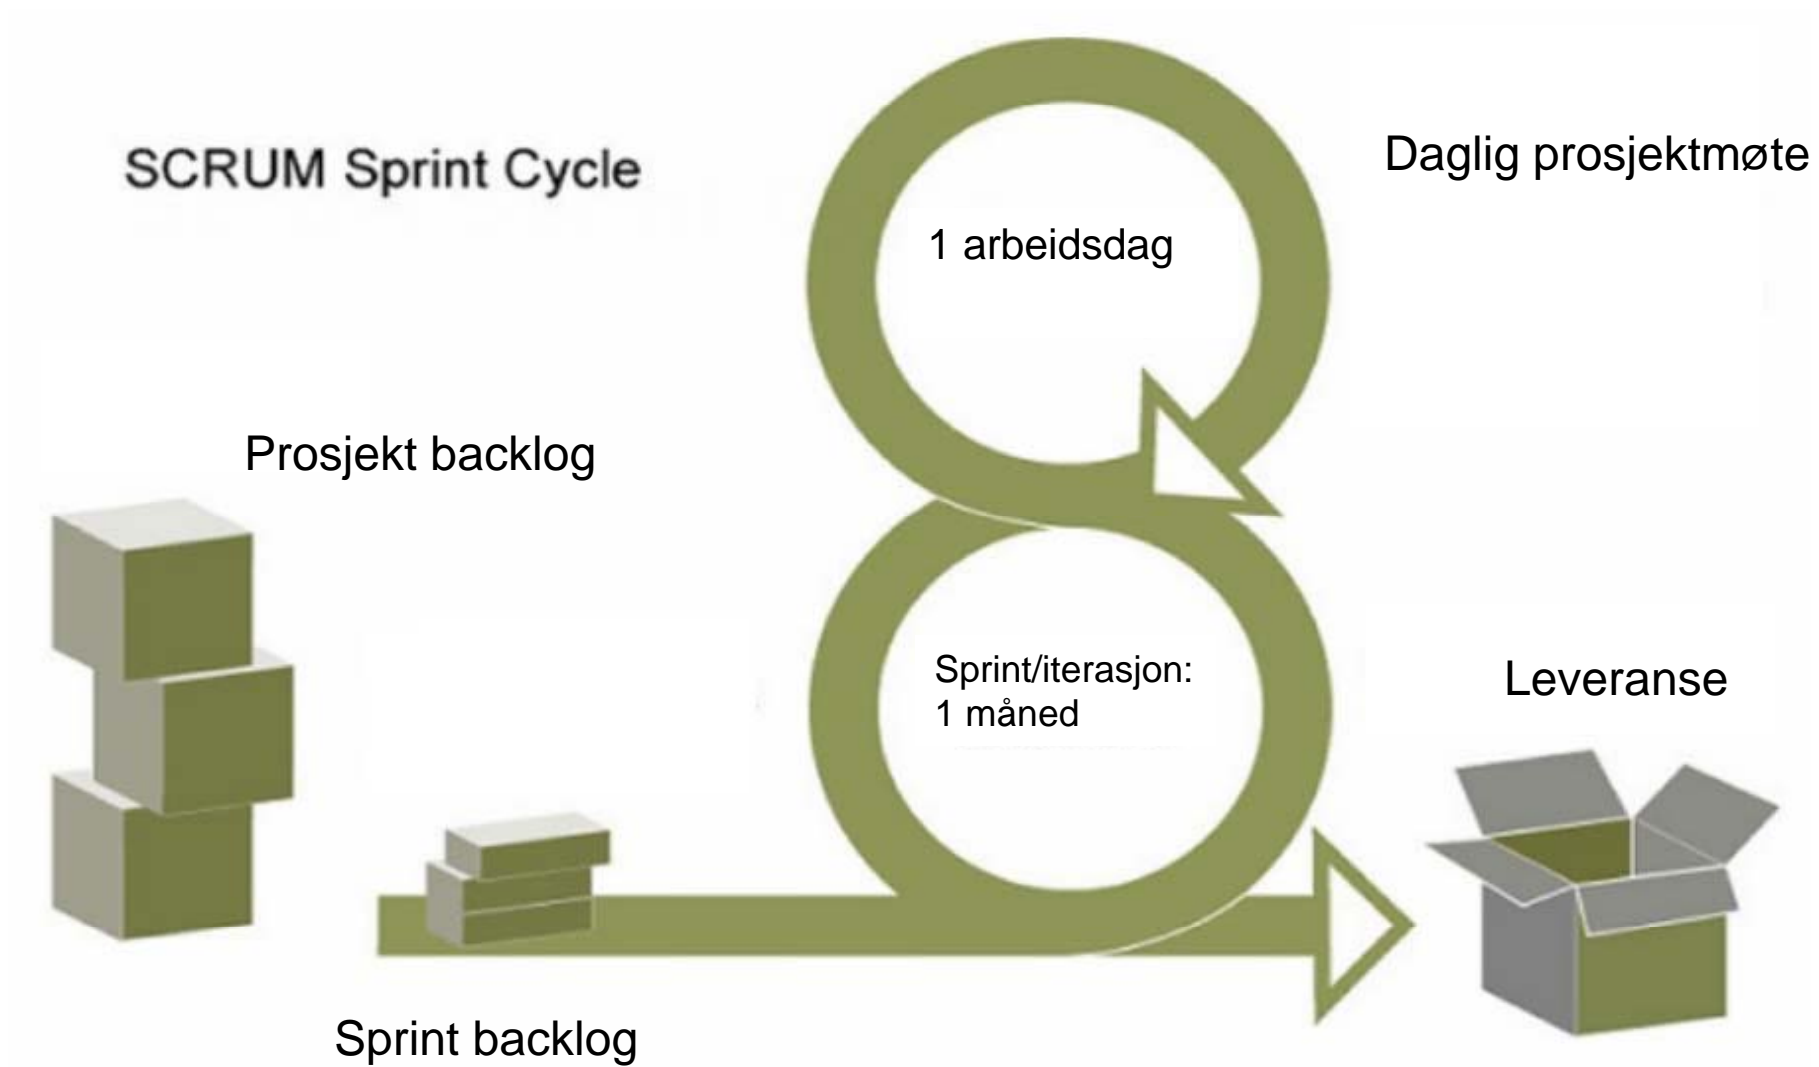 SCRUM Sprint Cycle
Daglig prosjektmøte
1 arbeidsdag
Prosjekt backlog
Sprint/iterasjon:
1 måned
Leveranse
Sprint backlog